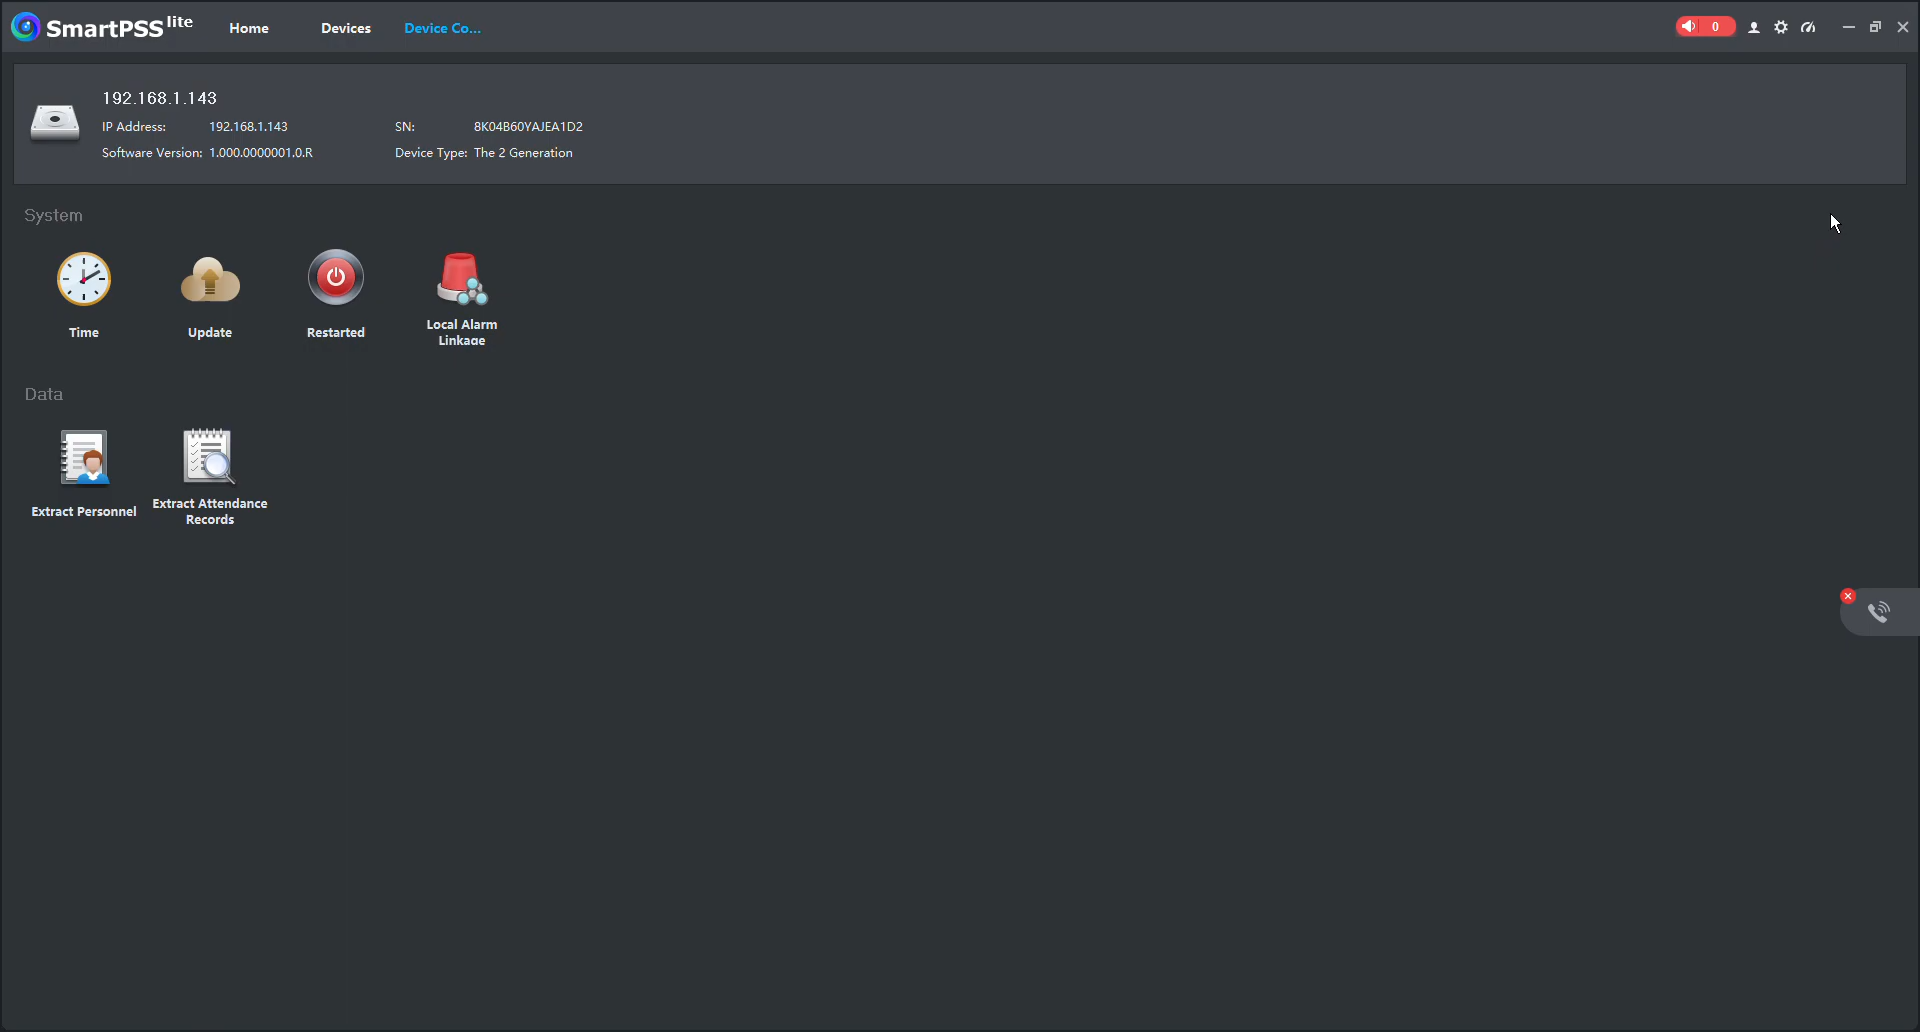 SmartPSS lite
Home
Devices
Device Co...
0
192.168.1.143
IP Address: 192.168.1.143
SN: 8K04B60YAJEA1D2
Software Version: 1.000.0000001.0.R
Device Type: The 2 Generation
System
Time
Update
Restarted
Local Alarm
Linkage
Data
Extract Personnel
Extract Attendance
Records